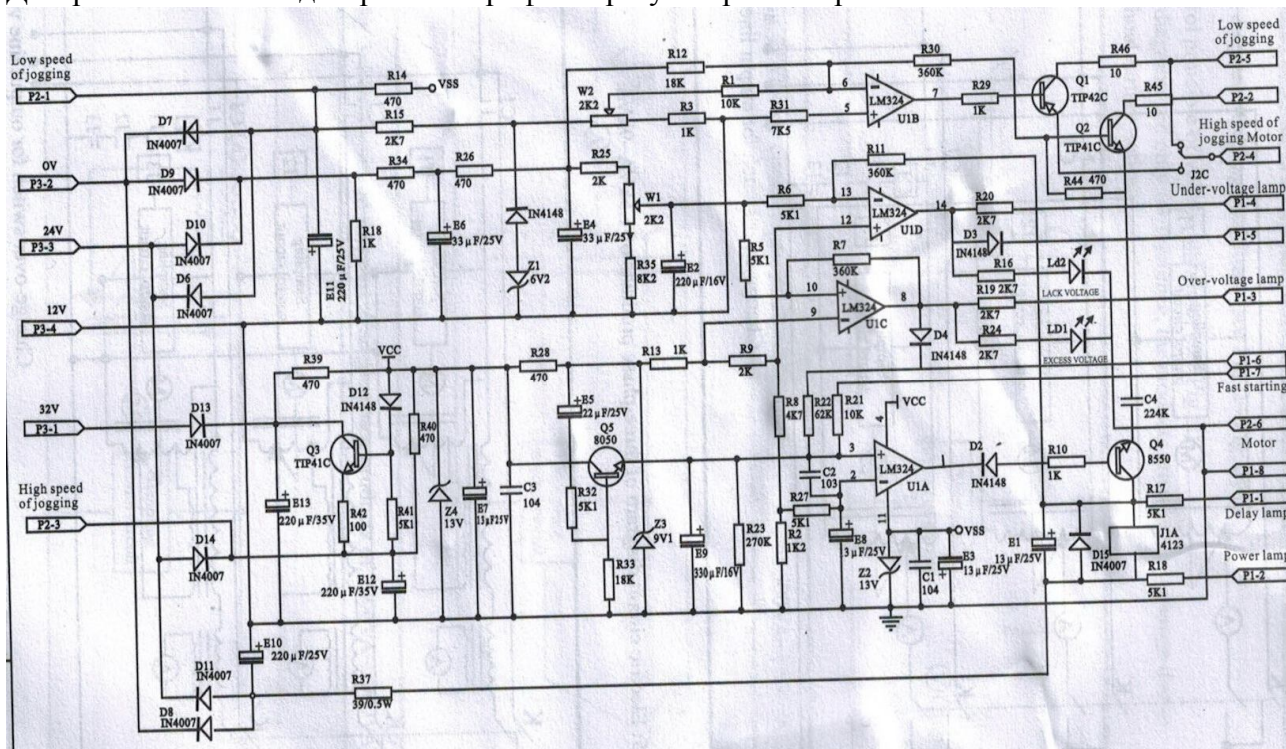 Low speed
of jogging
P2-1
R14
470
VSS
D7
IN4007
R15
2K7
0V
P3-2
D9
IN4007
R34
470
R26
470
24V
P3-3
D10
IN4007
D6
IN4007
12V
P3-4
E11
220μF/25V
R18
1K
E6
33μF/25V
IN4148
Z1
6V2
E4
33μF/25V
R25
2K
W1
2K2
R35
8K2
E2
220μF/16V
W2
2K2
R12
18K
R1
10K
R3
1K
R31
7K5
6
5
LM324
7
U1B
R30
360K
R29
1K
Q1
TIP42C
Q2
TIP41C
R46
10
R45
10
Low speed
of jogging
P2-5
P2-2
High speed of
jogging Motor
P2-4
J2C
R44
470
Under-voltage lamp
P1-4
P1-5
R11
360K
R6
5K1
13
12
LM324
14
U1D
R20
2K7
D3
IN4148
R16
Ld2
LACK VOLTAGE
R5
5K1
R7
360K
10
9
LM324
8
U1C
R19 2K7
2K7
R24
2K7
LD1
EXCESS VOLTAGE
Over-voltage lamp
P1-3
D4
IN4148
P1-6
P1-7
Fast starting
R39
470
VCC
D12
IN4148
R28
470
R13
1K
R9
2K
32V
P3-1
D13
IN4007
Q3
TIP41C
R40
470
E5
22μF/25V
Q5
8050
R8
4K7
R22
62K
R21
10K
4
VCC
3
2
LM324
1
U1A
11
D2
IN4148
R10
1K
C4
224K
Q4
8550
P2-6
Motor
P1-8
P1-1
Delay lamp
R17
5K1
High speed
of jogging
P2-3
E13
220μF/35V
R42
100
R41
5K1
Z4
13V
E7
C3
104
R32
5K1
R33
18K
Z3
9V1
E9
330μF/16V
R23
270K
C2
103
R27
5K1
R2
1K2
E8
Z2
13V
VSS
C1
104
E3
13μF/25V
E1
13μF/25V
D15
IN4007
J1A
4123
R18
5K1
Power lamp
P1-2
D14
IN4007
E12
220μF/35V
E10
220μF/25V
D11
IN4007
D8
IN4007
R37
39/0.5W